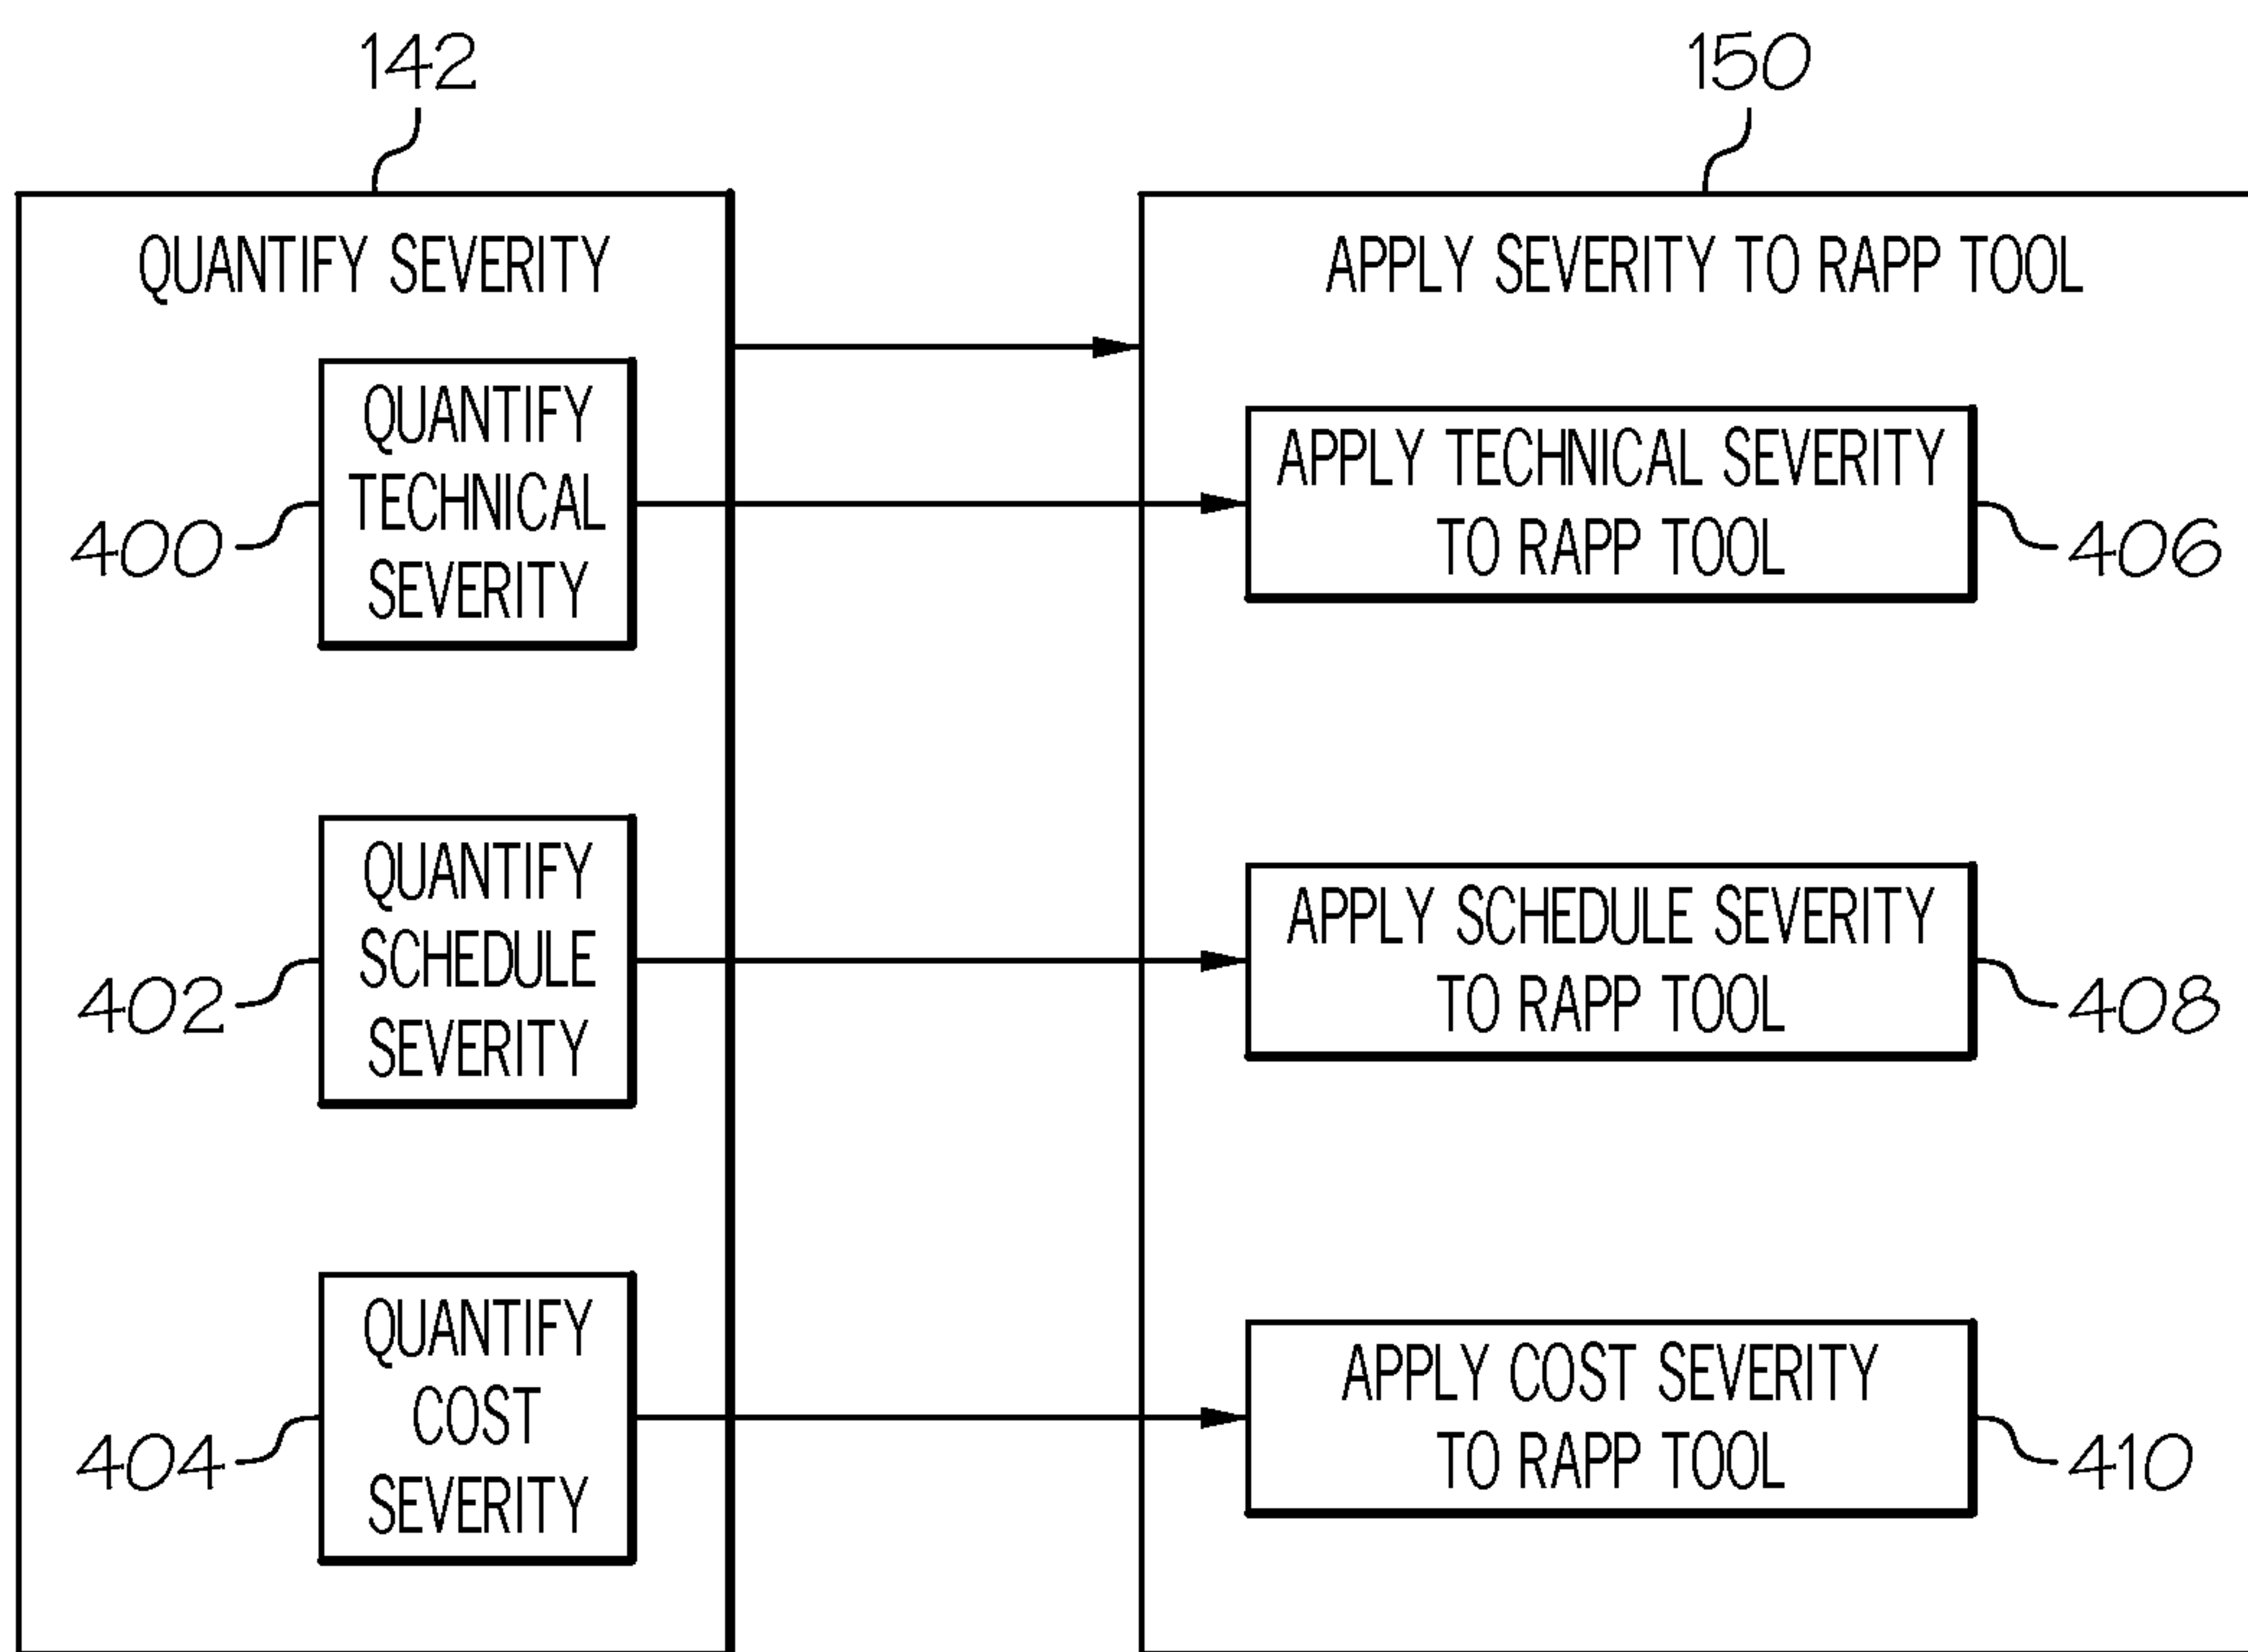 142
150
QUANTIFY SEVERITY
APPLY SEVERITY TO RAPP TOOL
QUANTIFY
TECHNICAL
SEVERITY
400
APPLY TECHNICAL SEVERITY
TO RAPP TOOL
406
QUANTIFY
SCHEDULE
SEVERITY
402
APPLY SCHEDULE SEVERITY
TO RAPP TOOL
408
QUANTIFY
COST
SEVERITY
404
APPLY COST SEVERITY
TO RAPP TOOL
410